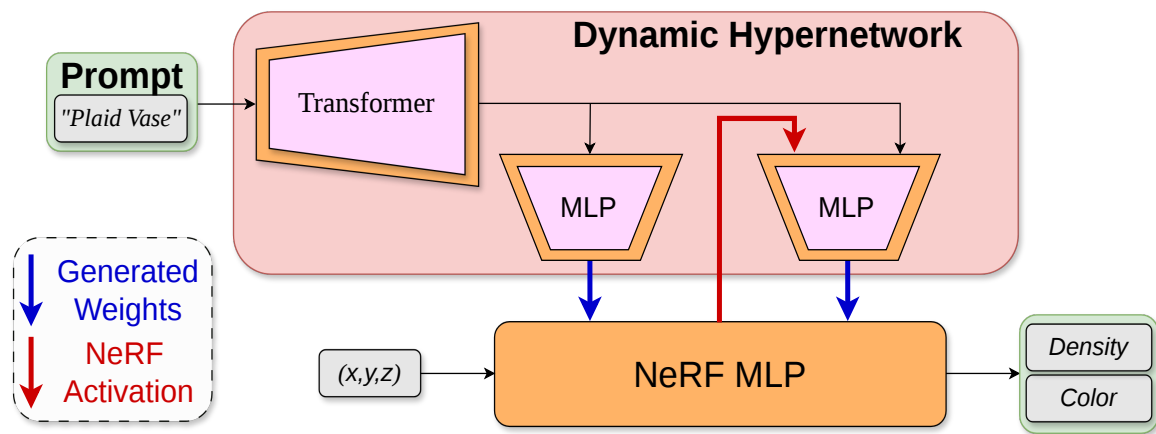 Dynamic Hypernetwork
Prompt
"Plaid Vase"
Transformer
MLP
MLP
Generated
Weights
NeRF
Activation
(x,y,z)
NeRF MLP
Density
Color